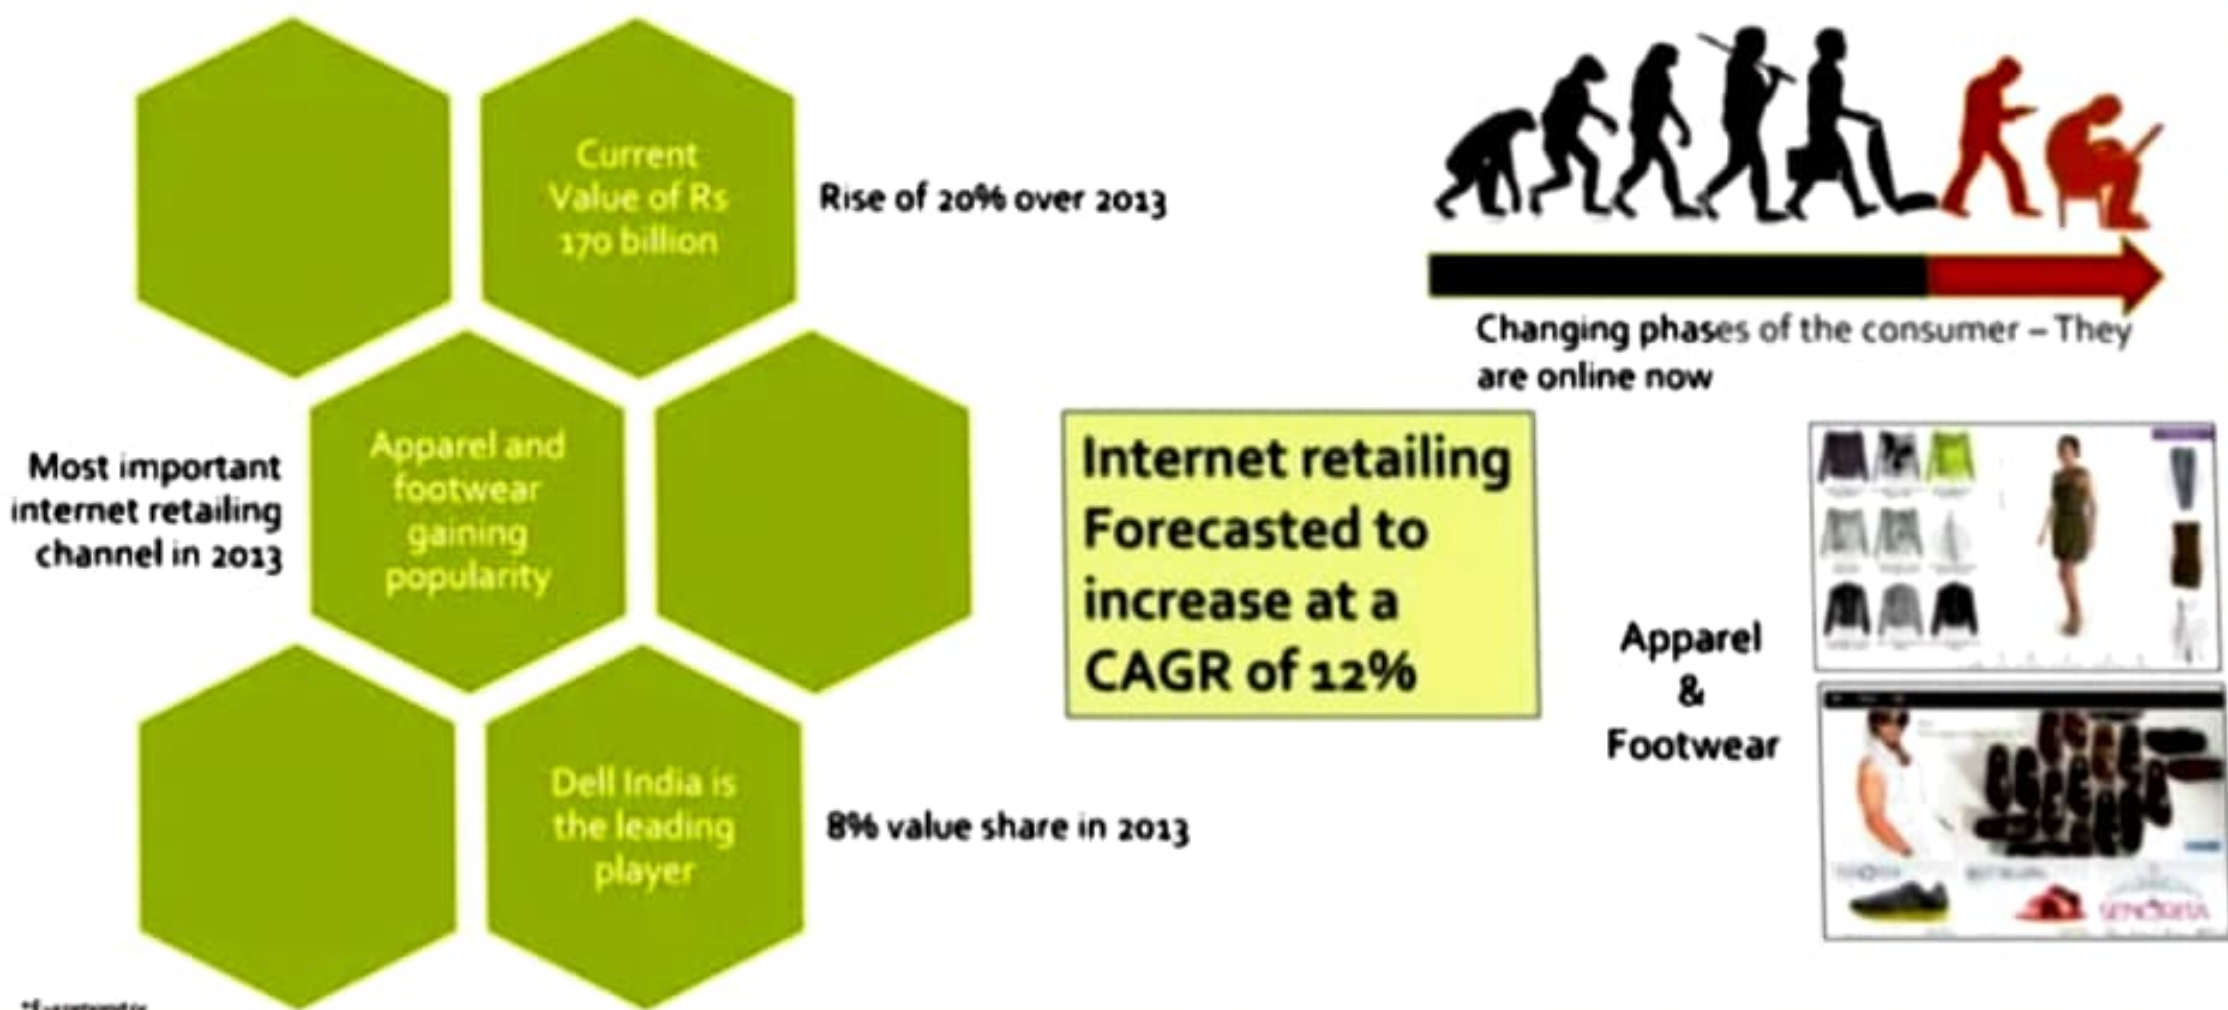 Current
Value of Rs
170 billion
Rise of 20% over 2013
Changing phases of the consumer – They
are online now
Most important
internet retailing
channel in 2013
Apparel and
footwear
gaining
popularity
Internet retailing
Forecasted to
increase at a
CAGR of 12%
Apparel
&
Footwear
Dell India is
the leading
player
8% value share in 2013
SENORITA